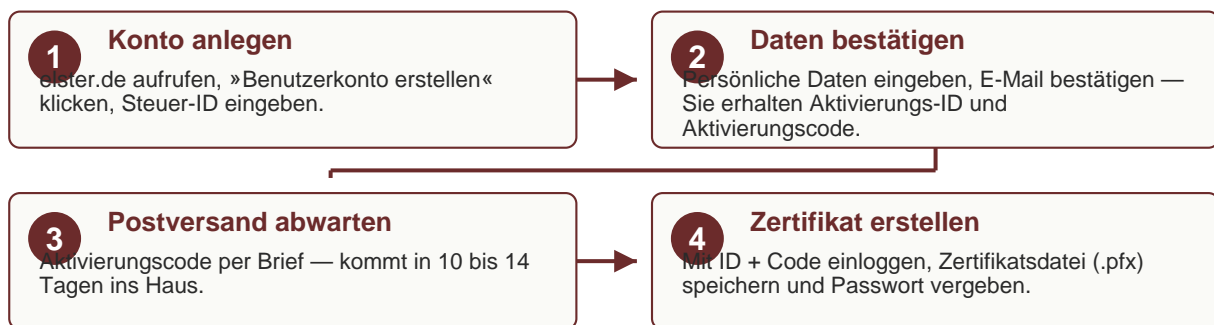 1
Konto anlegen
elster.de aufrufen, »Benutzerkonto erstellen«
klicken, Steuer-ID eingeben.
2
Daten bestätigen
Persönliche Daten eingeben, E-Mail bestätigen —
Sie erhalten Aktivierungs-ID und
Aktivierungscode.
3
Postversand abwarten
Aktivierungscode per Brief — kommt in 10 bis 14
Tagen ins Haus.
4
Zertifikat erstellen
Mit ID + Code einloggen, Zertifikatsdatei (.pfx)
speichern und Passwort vergeben.